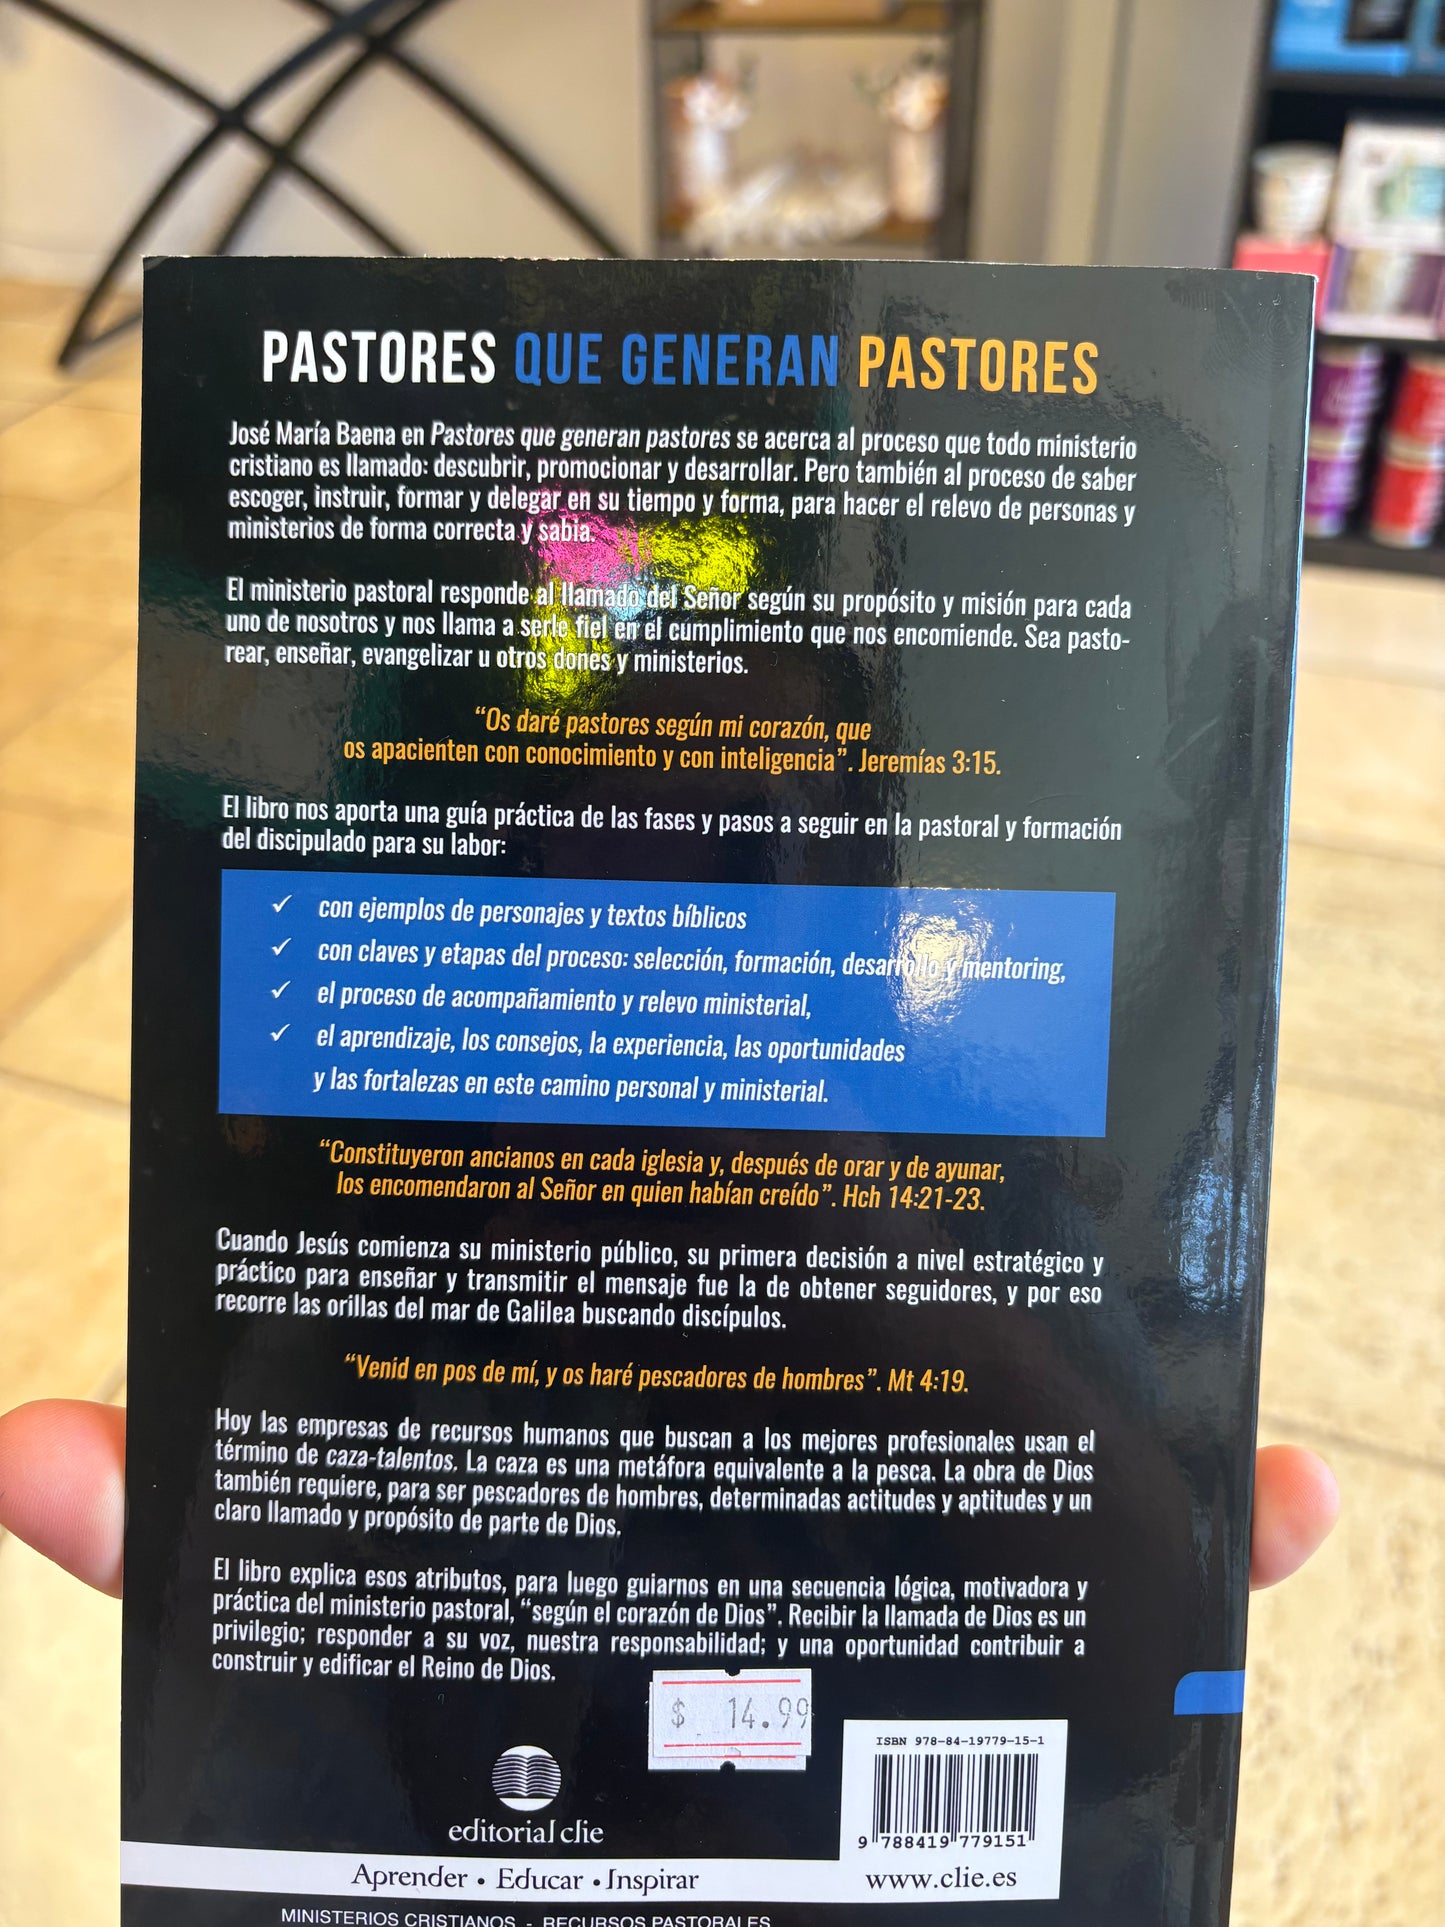 PASTORES QUE GENERAN PASTORES
José María Baena en Pastores que generan pastores se acerca al proceso que todo ministerio
cristiano es llamado: descubrir, promocionar y desarrollar. Pero también al proceso de saber
escoger, instruir, formar y delegar en su tiempo y forma, para hacer el relevo de personas y
ministerios de forma correcta y sabia.
El ministerio pastoral responde al llamado del Señor según su propósito y misión para cada
uno de nosotros y nos llama a serle fiel en el cumplimiento que nos encomiende. Sea pasto-
rear, enseñar, evangelizar u otros dones y ministerios.
“Os daré pastores según mi corazón, que
os apacienten con conocimiento y con inteligencia”. Jeremías 3:15.
El libro nos aporta una guía práctica de las fases y pasos a seguir en la pastoral y formación
del discipulado para su labor:
✓ con ejemplos de personajes y textos bíblicos
✓ con claves y etapas del proceso: selección, formación, desarrollo y mentoring,
✓ el proceso de acompañamiento y relevo ministerial,
✓ el aprendizaje, los consejos, la experiencia, las oportunidades
y las fortalezas en este camino personal y ministerial.
“Constituyeron ancianos en cada iglesia y, después de orar y de ayunar,
los encomendaron al Señor en quien habían creído”. Hch 14:21-23.
Cuando Jesús comienza su ministerio público, su primera decisión a nivel estratégico y
práctico para enseñar y transmitir el mensaje fue la de obtener seguidores, y por eso
recorre las orillas del mar de Galilea buscando discípulos.
“Venid en pos de mí, y os haré pescadores de hombres”. Mt 4:19.
Hoy las empresas de recursos humanos que buscan a los mejores profesionales usan el
término de caza-talentos. La caza es una metáfora equivalente a la pesca. La obra de Dios
también requiere, para ser pescadores de hombres, determinadas actitudes y aptitudes y un
claro llamado y propósito de parte de Dios.
El libro explica esos atributos, para luego guiarnos en una secuencia lógica, motivadora y
práctica del ministerio pastoral, “según el corazón de Dios”. Recibir la llamada de Dios es un
privilegio; responder a su voz, nuestra responsabilidad; y una oportunidad contribuir a
construir y edificar el Reino de Dios.
$ 14.99
ISBN 978-84-19779-15-1
9 788419 779151
editorial clie
Aprender • Educar • Inspirar
www.clie.es
MINISTERIOS CRISTIANOS - RECURSOS PASTORALES